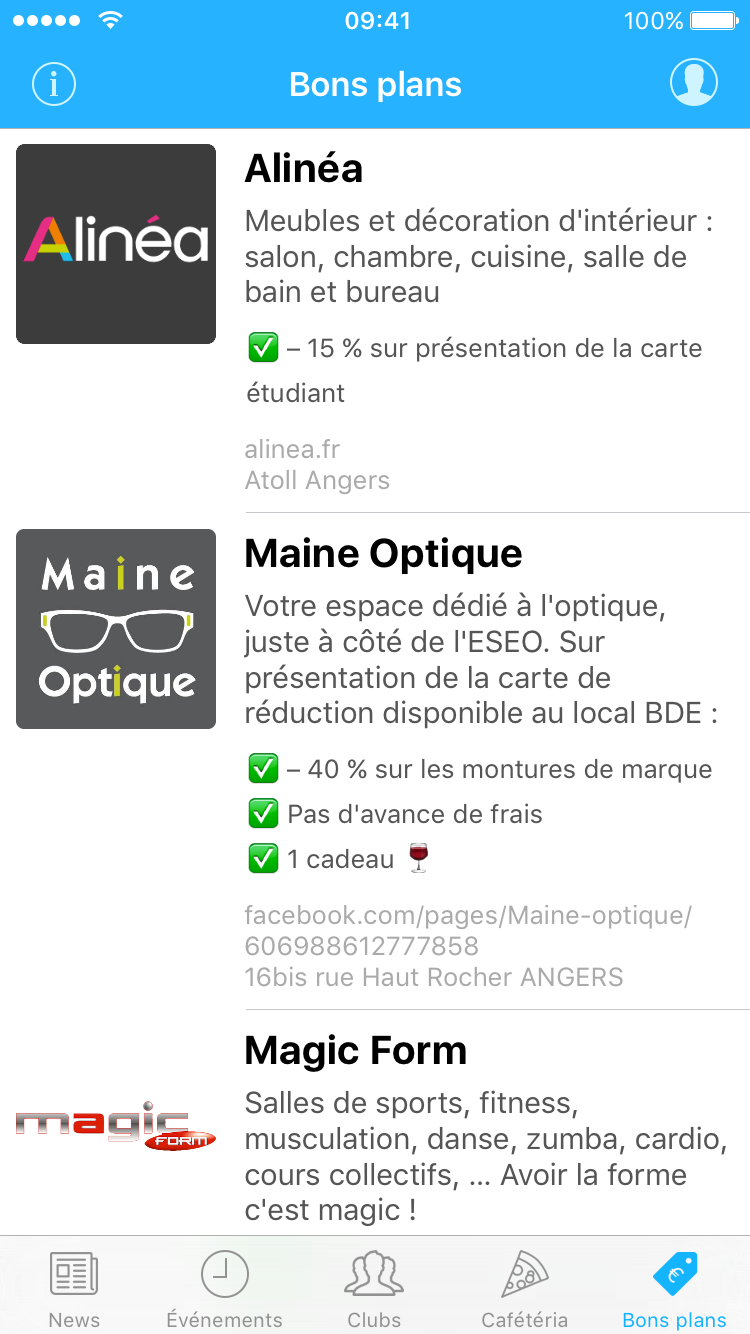 09:41
100%
Bons plans
Alinéa
Alinéa
Meubles et décoration d'intérieur :
salon, chambre, cuisine, salle de
bain et bureau
✅ – 15 % sur présentation de la carte
étudiant
alinea.fr
Atoll Angers
Maine
Optique
Maine Optique
Votre espace dédié à l'optique,
juste à côté de l'ESEO. Sur
présentation de la carte de
réduction disponible au local BDE :
✅ – 40 % sur les montures de marque
✅ Pas d'avance de frais
✅ 1 cadeau 🍷
facebook.com/pages/Maine-optique/
606988612777858
16bis rue Haut Rocher ANGERS
magic
FORM
Magic Form
Salles de sports, fitness,
musculation, danse, zumba, cardio,
cours collectifs, ... Avoir la forme
c'est magic !
News
Événements
Clubs
Cafétéria
Bons plans